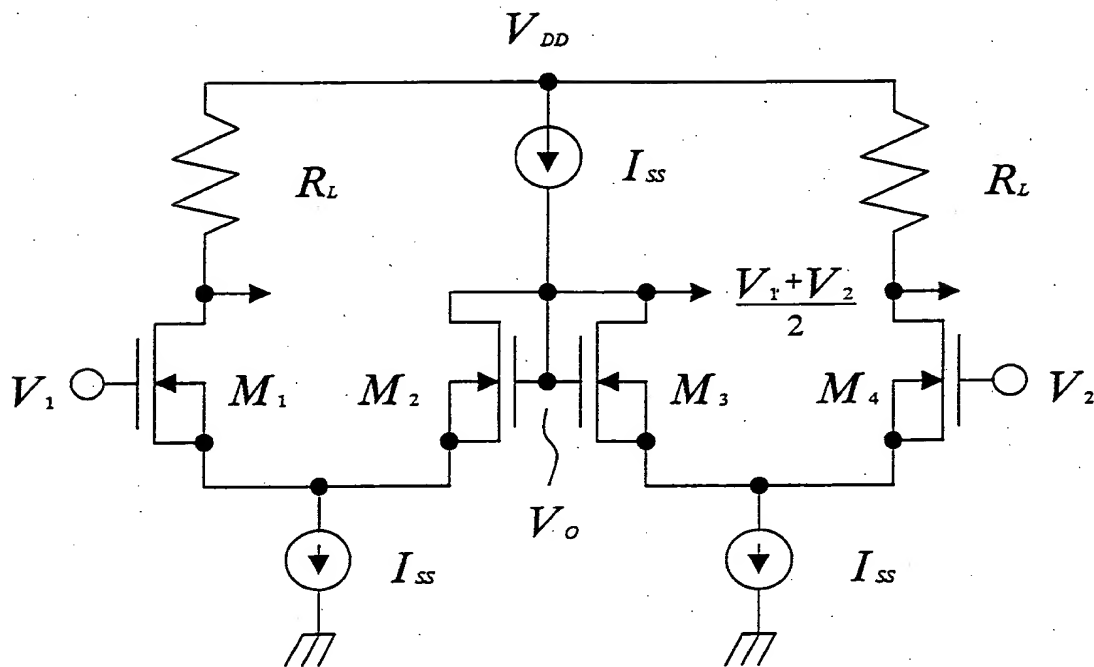 V_DD
R_L
I_SS
R_L
V_1+V_2
2
V_1
M_1
M_2
M_3
M_4
V_2
V_O
I_SS
I_SS